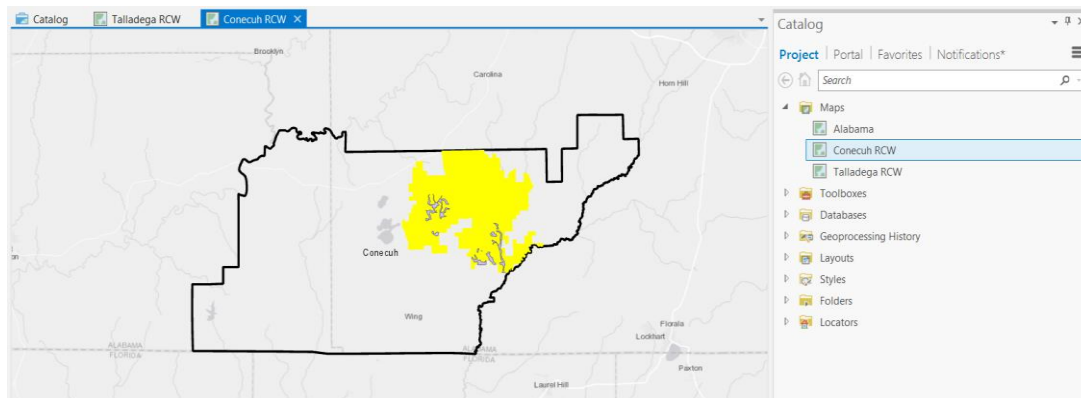 Catalog
Talladega RCW
Conecuh RCW
Brooklyn
Carolina
Horn Hill
Conecuh
Wing
ALABAMA
FLORIDA
ALABAMA
FLORIDA
Florala
Lockhart
Paxton
Laurel Hill
Catalog
Project Portal Favorites Notifications*
Search
Maps
Alabama
Conecuh RCW
Talladega RCW
Toolboxes
Databases
Geoprocessing History
Layouts
Styles
Folders
Locators